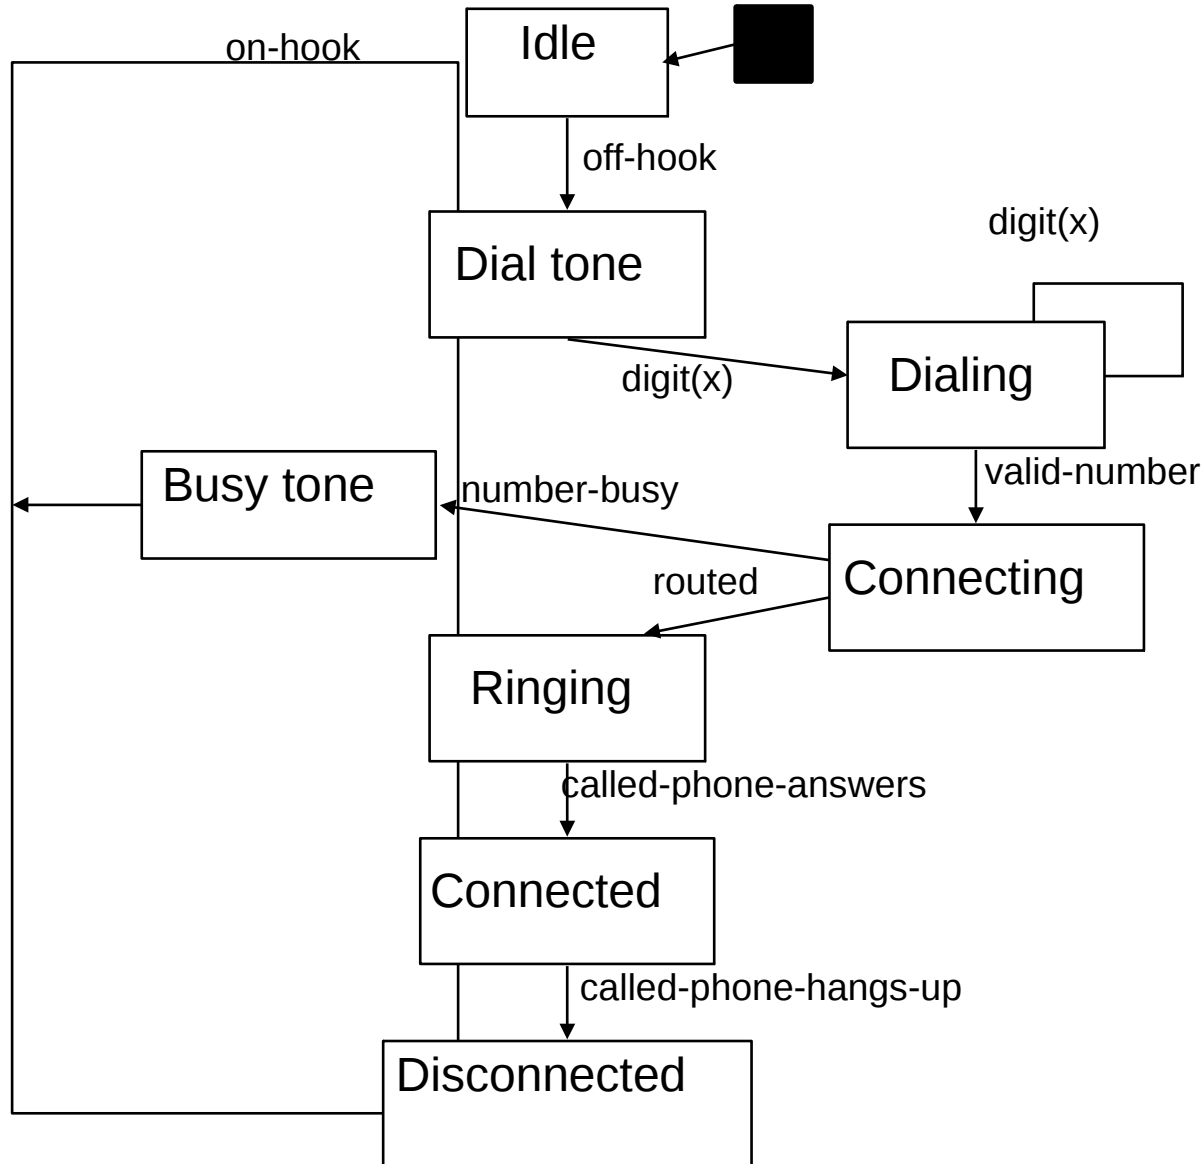 Idle
on-hook
off-hook
digit(x)
Dial tone
Dialing
digit(x)
valid-number
Busy tone
number-busy
Connecting
routed
Ringing
called-phone-answers
Connected
called-phone-hangs-up
Disconnected